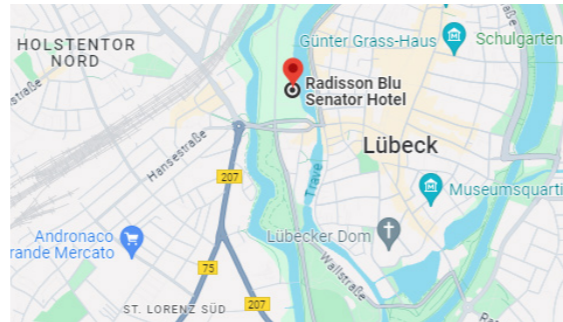 HOLSTENTOR
NORD
Günter Grass-Haus
Schulgarten
Radisson Blu
Senator Hotel
straße
Hansestraße
Lübeck
207
Trave
Museumsquarti
Andronaco
rande Mercato
Lübecker Dom
75
Wallstraße
ST. LORENZ SÜD
207